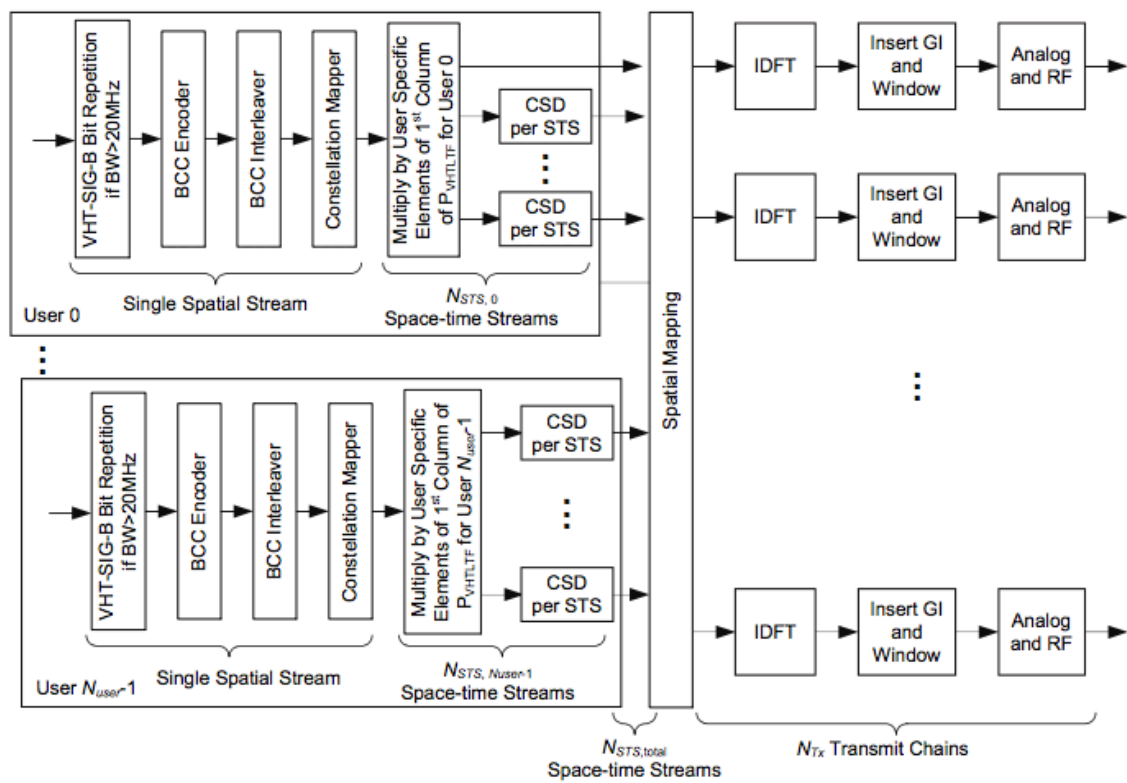 VHT-SIG-B Bit Repetition
if BW>20MHz
BCC Encoder
BCC Interleaver
Constellation Mapper
Multiply by User Specific
Elements of 1st Column
of PVHTLTF for User 0
CSD
per STS
CSD
per STS
Single Spatial Stream
NSTS, 0
Space-time Streams
User 0
VHT-SIG-B Bit Repetition
if BW>20MHz
BCC Encoder
BCC Interleaver
Constellation Mapper
Multiply by User Specific
Elements of 1st Column of
PVHTLTF for User Nuser-1
CSD
per STS
CSD
per STS
Single Spatial Stream
NSTS, Nuser-1
Space-time Streams
User Nuser-1
NSTS,total
Space-time Streams
Spatial Mapping
IDFT
Insert GI
and
Window
Analog
and RF
IDFT
Insert GI
and
Window
Analog
and RF
IDFT
Insert GI
and
Window
Analog
and RF
NTx Transmit Chains